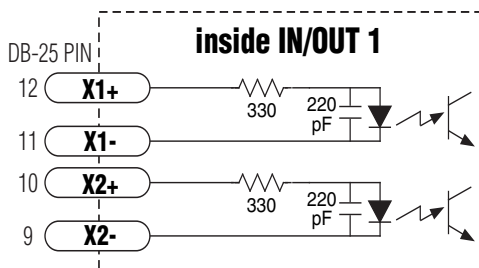 inside IN/OUT 1
DB-25 PIN
12 X1+
330
220
pF
11 X1-
10 X2+
330
220
pF
9 X2-